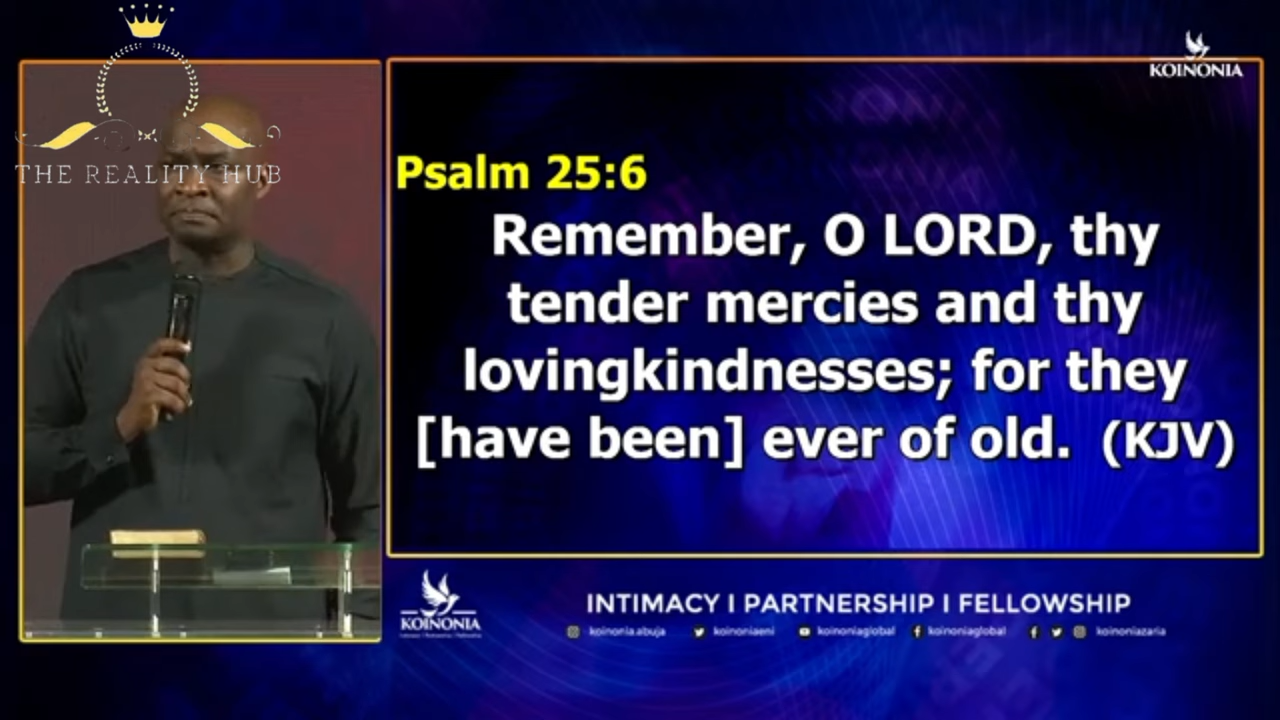 THE REALITY HUB
KOINONIA
Psalm 25:6
Remember, O LORD, thy
tender mercies and thy
lovingkindnesses; for they
[have been] ever of old. (KJV)
KOINONIA
INTIMACY I PARTNERSHIP I FELLOWSHIP
koinonia.abuja koinoniaeni koinoniaglobal koinoniaglobal koinoniazaria